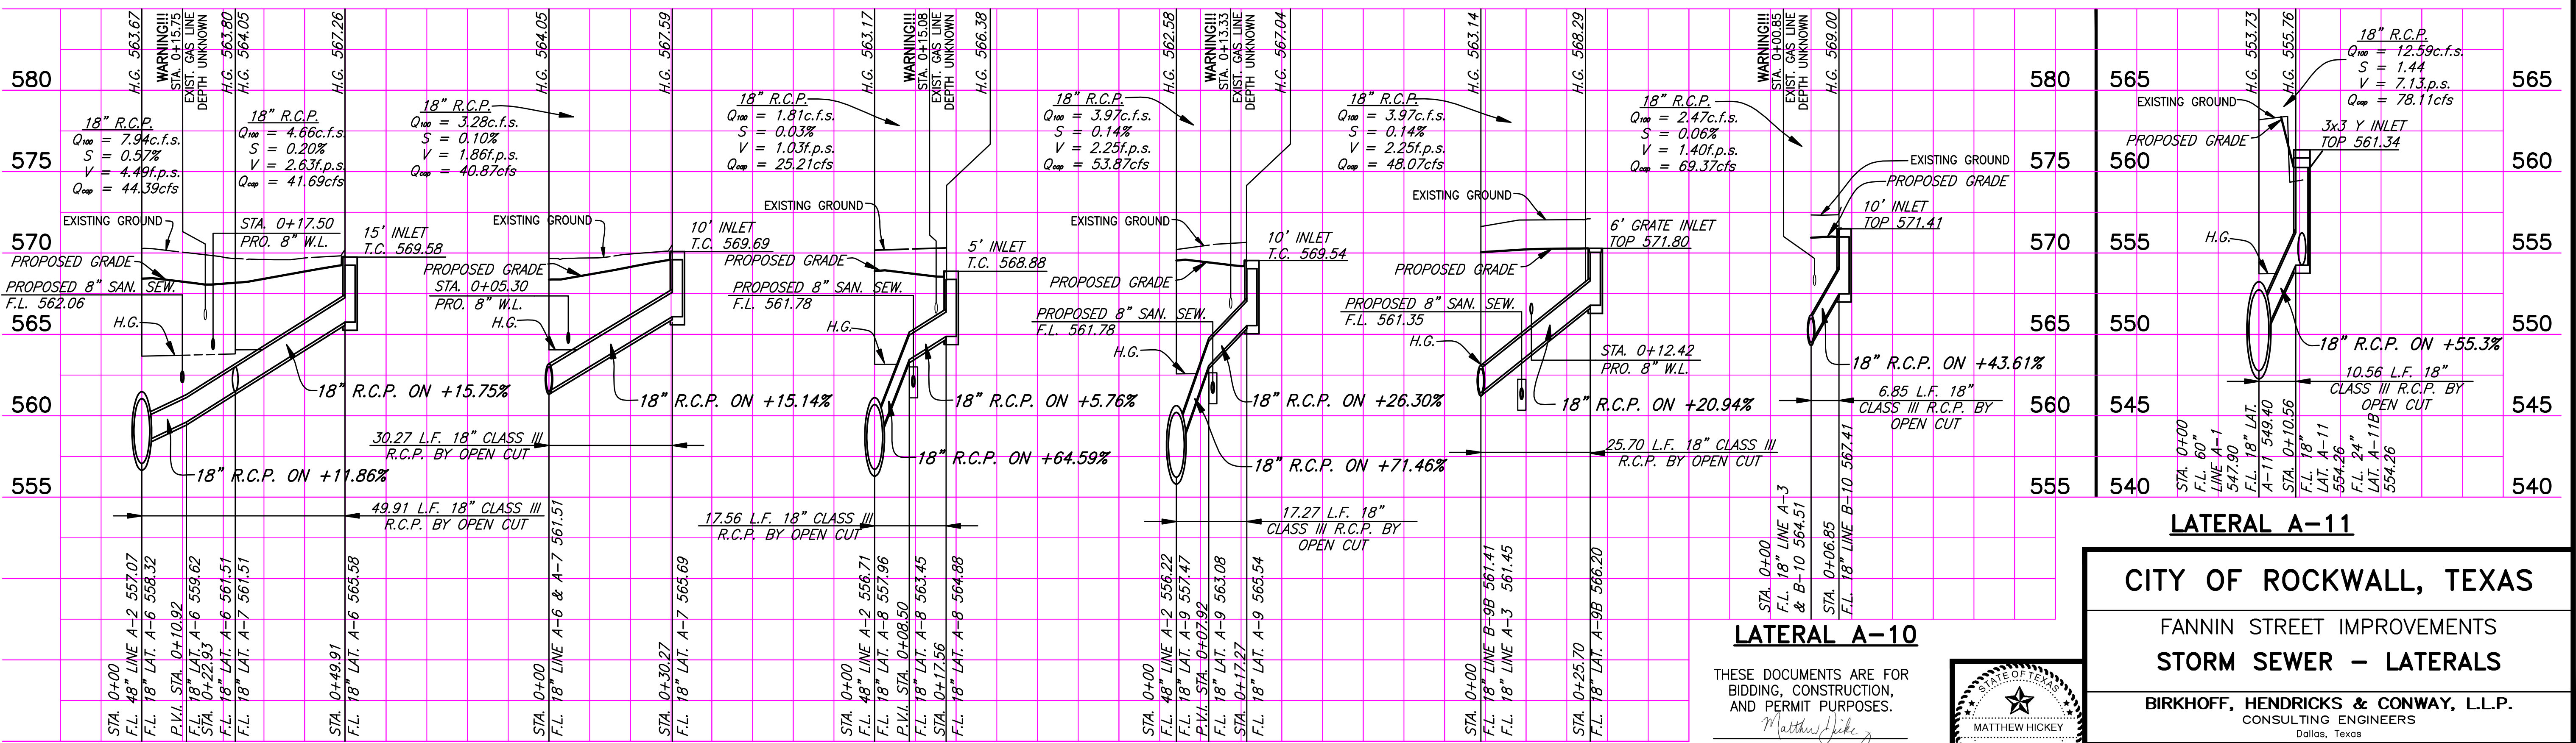 580
575
570
565
560
555
H.G. 563.67
WARNING!!!
STA. 0+15.75
EXIST. GAS LINE
DEPTH UNKNOWN
H.G. 563.80
H.G. 564.05
H.G. 567.26
18" R.C.P.
Q100 = 7.94c.f.s.
S = 0.57%
V = 4.49f.p.s.
Qcap = 44.39cfs
18" R.C.P.
Q100 = 4.66c.f.s.
S = 0.20%
V = 2.63f.p.s.
Qcap = 41.69cfs
EXISTING GROUND
STA. 0+17.50
PRO. 8" W.L.
15' INLET
T.C. 569.58
PROPOSED GRADE
PROPOSED 8" SAN. SEW.
F.L. 562.06
H.G.
18" R.C.P. ON +15.75%
18" R.C.P. ON +11.86%
49.91 L.F. 18" CLASS III
R.C.P. BY OPEN CUT
STA. 0+00
F.L. 48" LINE A-2 557.07
F.L. 18" LAT. A-6 558.32
P.V.I. STA. 0+10.92
F.L. 18" LAT. A-6 559.62
STA. 0+22.93
F.L. 18" LAT. A-6 561.51
F.L. 18" LAT. A-7 561.51
STA. 0+49.91
F.L. 18" LAT. A-6 565.58
H.G. 564.05
H.G. 567.59
18" R.C.P.
Q100 = 3.28c.f.s.
S = 0.10%
V = 1.86f.p.s.
Qcap = 40.87cfs
EXISTING GROUND
10' INLET
T.C. 569.69
PROPOSED GRADE
STA. 0+05.30
PRO. 8" W.L.
H.G.
18" R.C.P. ON +15.14%
30.27 L.F. 18" CLASS III
R.C.P. BY OPEN CUT
STA. 0+00
F.L. 18" LINE A-6 & A-7 561.51
STA. 0+30.27
F.L. 18" LAT. A-7 565.69
H.G. 563.17
WARNING!!!
STA. 0+15.08
EXIST. GAS LINE
DEPTH UNKNOWN
H.G. 566.38
18" R.C.P.
Q100 = 1.81c.f.s.
S = 0.03%
V = 1.03f.p.s.
Qcap = 25.21cfs
EXISTING GROUND
5' INLET
T.C. 568.88
PROPOSED GRADE
PROPOSED 8" SAN. SEW.
F.L. 561.78
H.G.
18" R.C.P. ON +5.76%
18" R.C.P. ON +64.59%
17.56 L.F. 18" CLASS III
R.C.P. BY OPEN CUT
STA. 0+00
F.L. 48" LINE A-2 556.71
F.L. 18" LAT. A-8 557.96
P.V.I. STA. 0+08.50
F.L. 18" LAT. A-8 563.45
STA. 0+17.56
F.L. 18" LAT. A-8 564.88
H.G. 562.58
WARNING!!!
STA. 0+13.33
EXIST. GAS LINE
DEPTH UNKNOWN
H.G. 567.04
18" R.C.P.
Q100 = 3.97c.f.s.
S = 0.14%
V = 2.25f.p.s.
Qcap = 53.87cfs
EXISTING GROUND
10' INLET
T.C. 569.54
PROPOSED GRADE
PROPOSED 8" SAN. SEW.
F.L. 561.78
H.G.
18" R.C.P. ON +26.30%
18" R.C.P. ON +71.46%
17.27 L.F. 18"
CLASS III R.C.P. BY
OPEN CUT
STA. 0+00
F.L. 48" LINE A-2 556.22
F.L. 18" LAT. A-9 557.47
P.V.I. STA. 0+07.92
F.L. 18" LAT. A-9 563.08
STA. 0+17.27
F.L. 18" LAT. A-9 565.54
H.G. 563.14
H.G. 568.29
18" R.C.P.
Q100 = 3.97c.f.s.
S = 0.14%
V = 2.25f.p.s.
Qcap = 48.07cfs
EXISTING GROUND
6' GRATE INLET
TOP 571.80
PROPOSED GRADE
PROPOSED 8" SAN. SEW.
F.L. 561.35
H.G.
STA. 0+12.42
PRO. 8" W.L.
18" R.C.P. ON +20.94%
25.70 L.F. 18" CLASS III
R.C.P. BY OPEN CUT
STA. 0+00
F.L. 18" LINE B-9B 561.41
F.L. 18" LINE A-3 561.45
STA. 0+25.70
F.L. 18" LAT. A-9B 566.20
WARNING!!!
STA. 0+00.85
EXIST. GAS LINE
DEPTH UNKNOWN
H.G. 569.00
18" R.C.P.
Q100 = 2.47c.f.s.
S = 0.06%
V = 1.40f.p.s.
Qcap = 69.37cfs
EXISTING GROUND
PROPOSED GRADE
10' INLET
TOP 571.41
18" R.C.P. ON +43.61%
6.85 L.F. 18"
CLASS III R.C.P. BY
OPEN CUT
STA. 0+00
F.L. 18" LINE A-3
& B-10 564.51
STA. 0+06.85
F.L. 18" LINE B-10 567.41
580
575
570
565
560
555
LATERAL A-10
565
560
555
550
545
540
H.G. 553.73
H.G. 555.76
18" R.C.P.
Q100 = 12.59c.f.s.
S = 1.44
V = 7.13f.p.s.
Qcap = 78.11cfs
EXISTING GROUND
PROPOSED GRADE
3x3 Y INLET
TOP 561.34
H.G.
18" R.C.P. ON +55.3%
10.56 L.F. 18"
CLASS III R.C.P. BY
OPEN CUT
STA. 0+00
F.L. 60"
LINE A-1
547.90
F.L. 18" LAT.
A-11 549.40
STA. 0+10.56
F.L. 18"
LAT. A-11
554.26
F.L. 24"
LAT. A-11B
554.26
565
560
555
550
545
540
LATERAL A-11
THESE DOCUMENTS ARE FOR
BIDDING, CONSTRUCTION,
AND PERMIT PURPOSES.
STATE OF TEXAS
MATTHEW HICKEY
CITY OF ROCKWALL, TEXAS
FANNIN STREET IMPROVEMENTS
STORM SEWER - LATERALS
BIRKHOFF, HENDRICKS & CONWAY, L.L.P.
CONSULTING ENGINEERS
Dallas, Texas